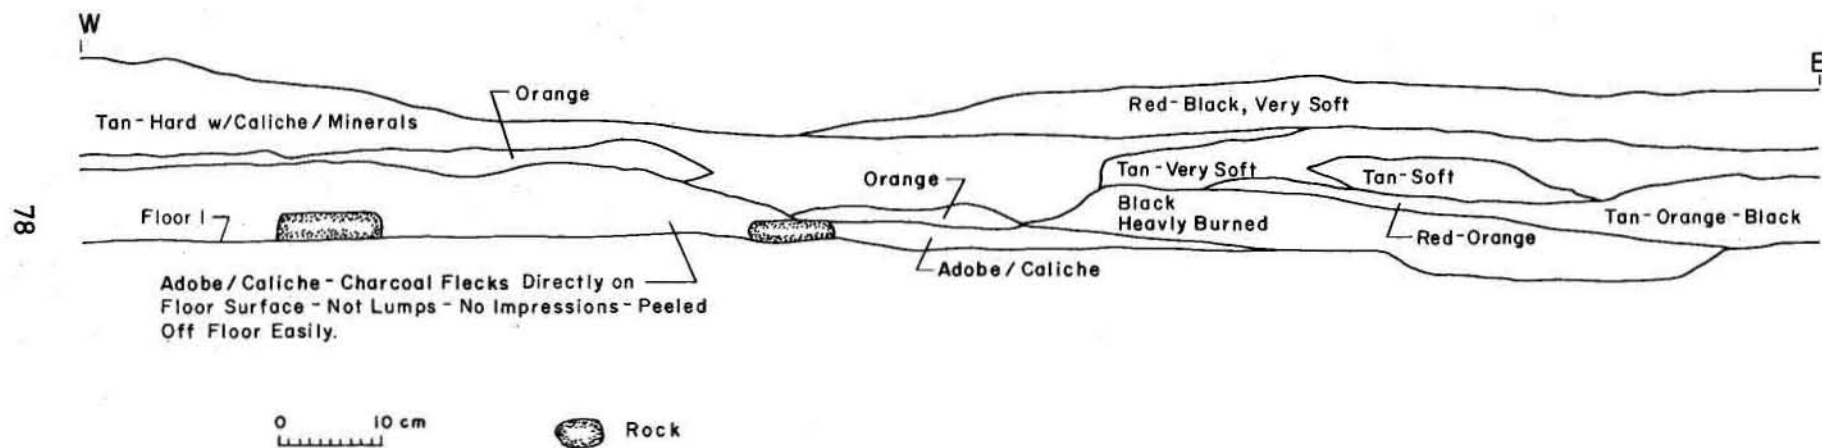 W
E
Orange
Red-Black, Very Soft
Tan-Hard w/Caliche/Minerals
Tan-Very Soft
Tan-Soft
Orange
Black
Heavly Burned
Floor 1
Tan-Orange-Black
Red-Orange
Adobe/Caliche
Adobe/Caliche-Charcoal Flecks Directly on
Floor Surface-Not Lumps-No Impressions-Peeled
Off Floor Easily.
78
0 10 cm
Rock